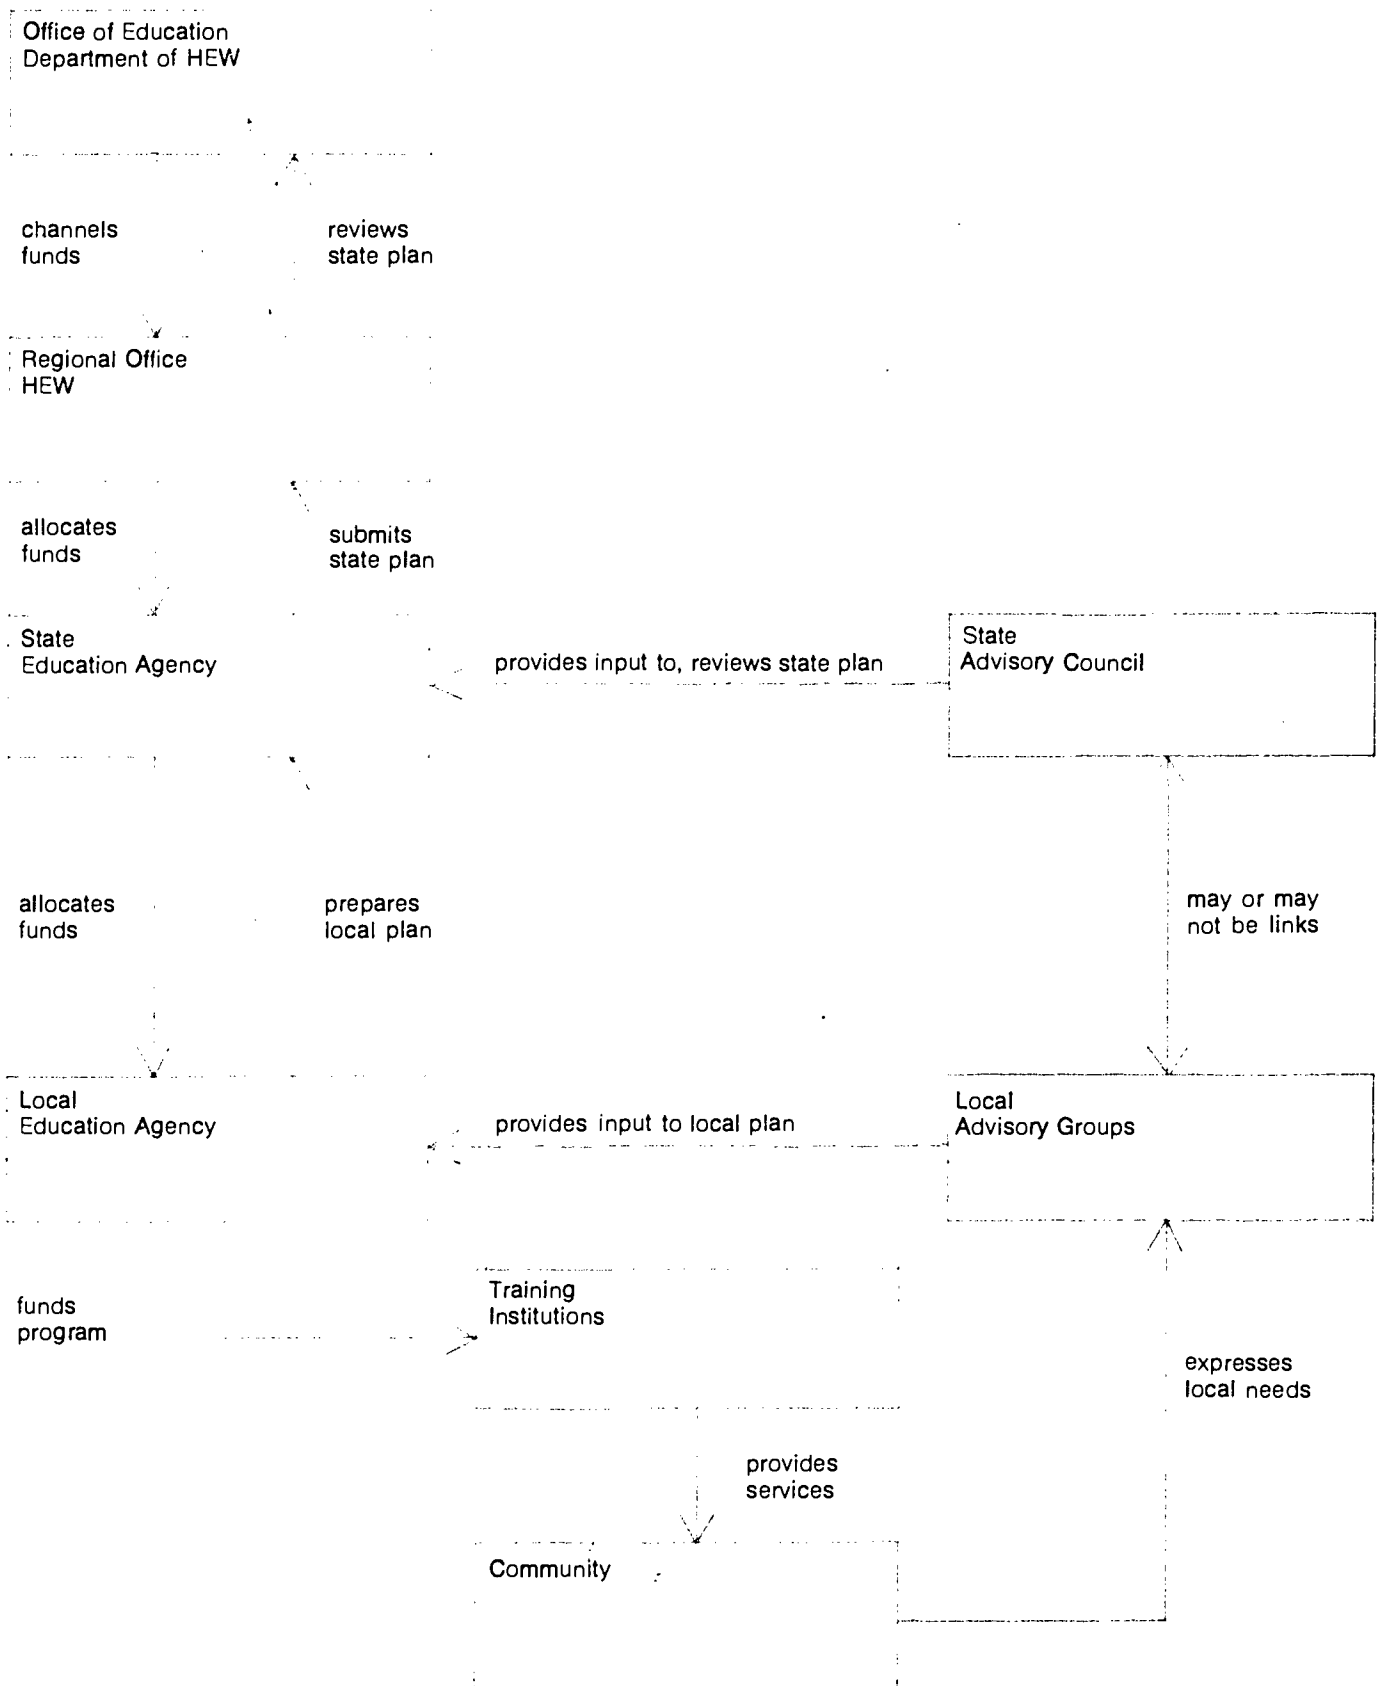 Office of Education
Department of HEW
channels
funds
reviews
state plan
Regional Office
HEW
allocates
funds
submits
state plan
State
Education Agency
provides input to, reviews state plan
State
Advisory Council
allocates
funds
prepares
local plan
may or may
not be links
Local
Education Agency
provides input to local plan
Local
Advisory Groups
funds
program
Training
Institutions
expresses
local needs
provides
services
Community